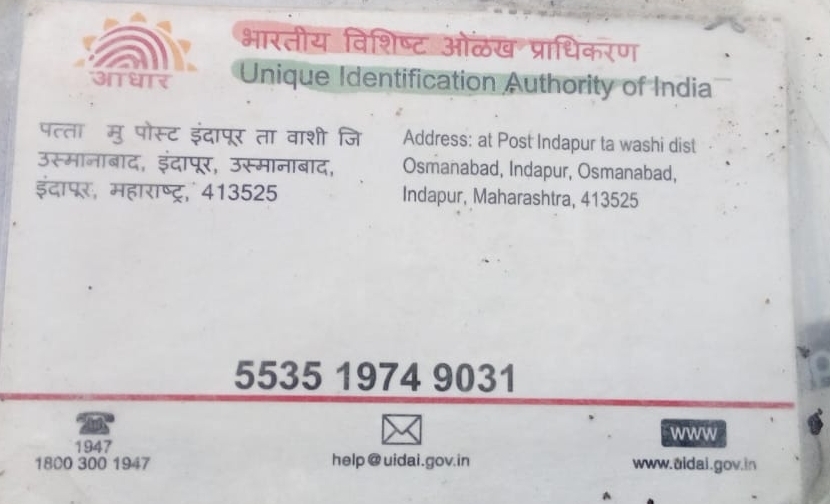 भारतीय विशिष्ट ओळख प्राधिकरण
आधार
Unique Identification Authority of India
पत्ता मु पोस्ट इंदापूर ता वाशी जि
उस्मानाबाद, इंदापूर, उस्मानाबाद,
इंदापूर, महाराष्ट्र, 413525
Address: at Post Indapur ta washi dist
Osmanabad, Indapur, Osmanabad,
Indapur, Maharashtra, 413525
5535 1974 9031
1947
1800 300 1947
help@uidai.gov.in
www
www.uidai.gov.in